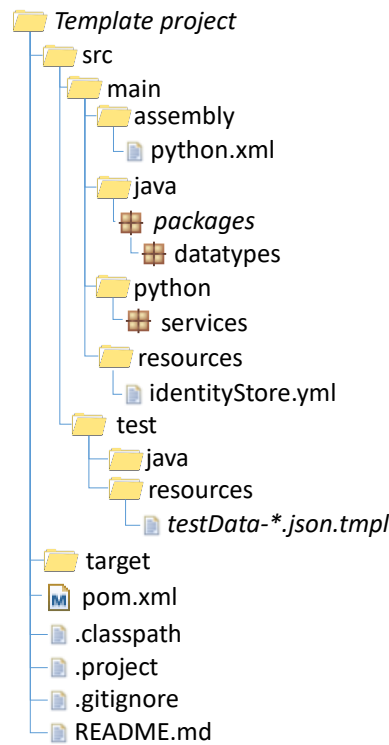 Template project
src
main
assembly
python.xml
java
packages
datatypes
python
services
resources
identityStore.yml
test
java
resources
testData-*.json.tmpl
target
M pom.xml
.classpath
.project
.gitignore
README.md